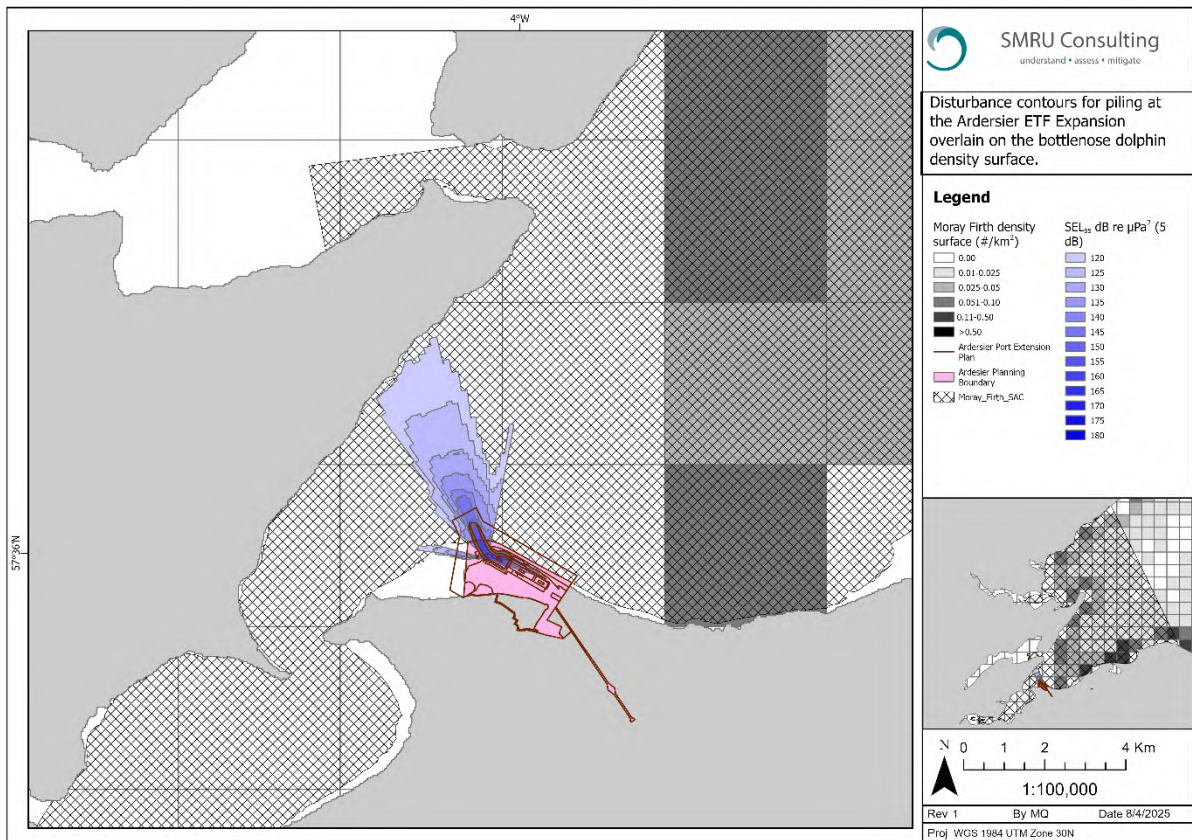 4°W
57°36'N
SMRU Consulting
understand • assess • mitigate
Disturbance contours for piling at
the Ardersier ETF Expansion
overlain on the bottlenose dolphin
density surface.
Legend
Moray Firth density
surface (#/km²)
0.00
0.01-0.025
0.025-0.05
0.051-0.10
0.11-0.50
>0.50
Ardersier Port Extension
Plan
Ardesier Planning
Boundary
Moray_Firth_SAC
SELss dB re µPa² (5
dB)
120
125
130
135
140
145
150
155
160
165
170
175
180
N
0 1 2 4 Km
1:100,000
Rev 1 By MQ Date 8/4/2025
Proj WGS 1984 UTM Zone 30N